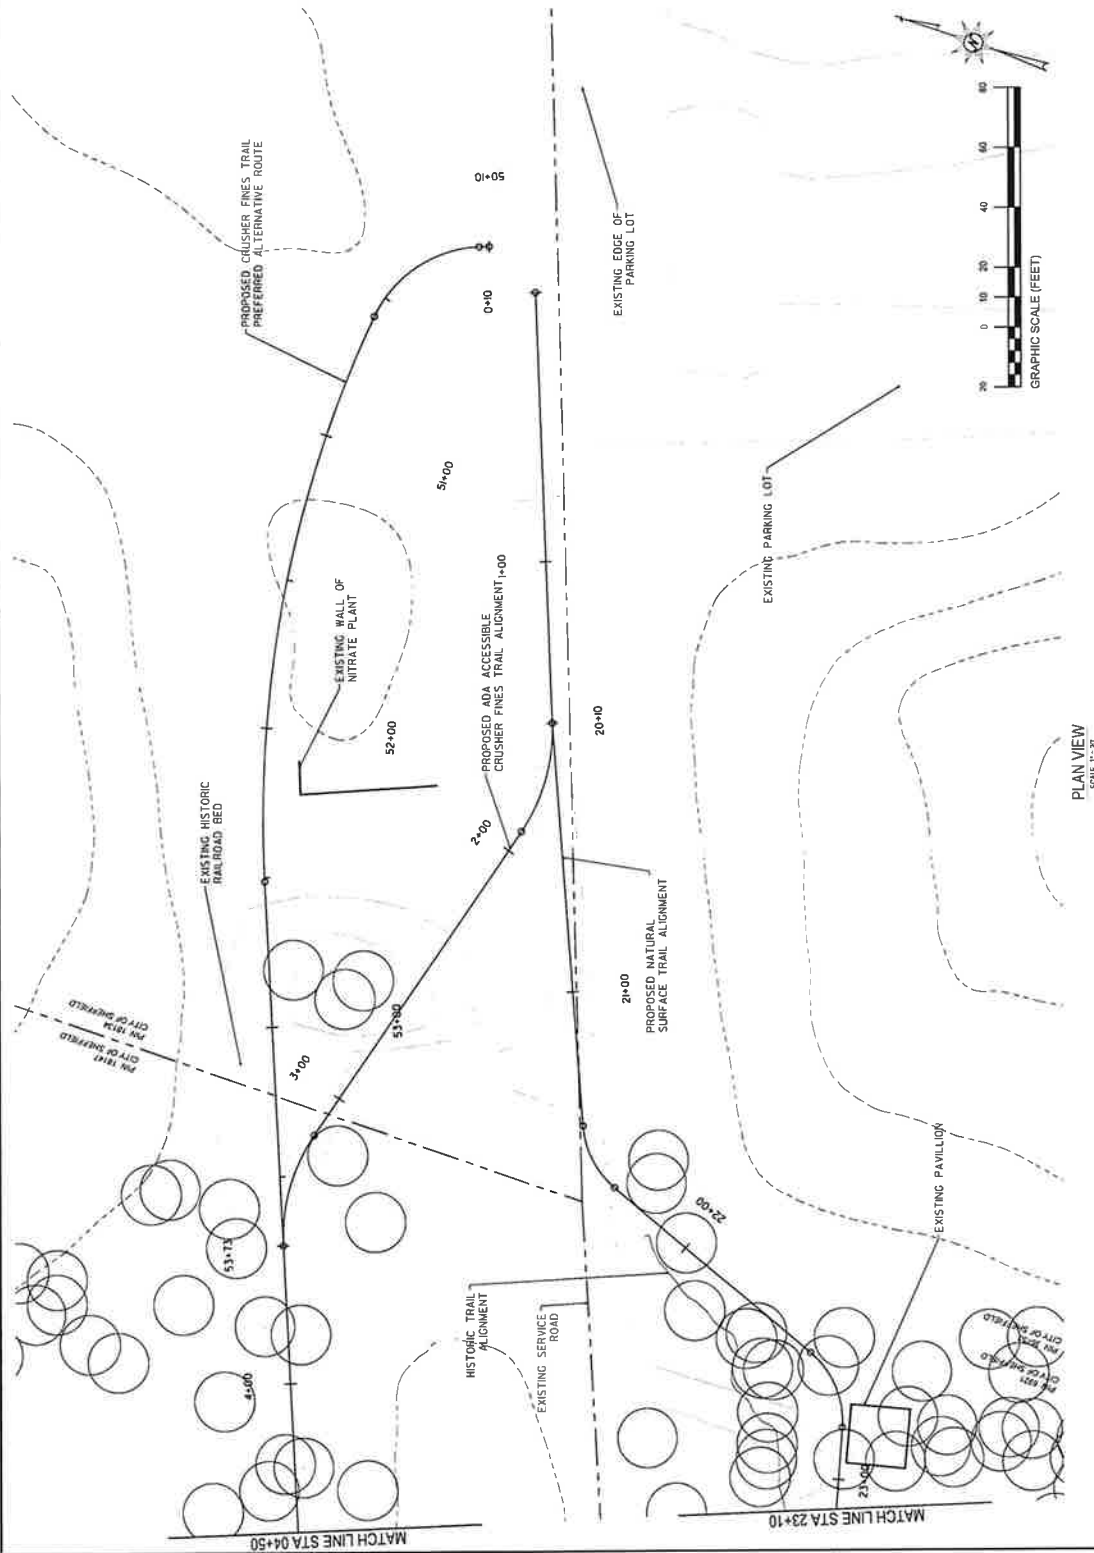 PROPOSED CRUSHER FINES TRAIL
PREFERRED ALTERNATIVE ROUTE
50+10
0+10
EXISTING EDGE OF
PARKING LOT
N
20
0
10
20
40
60
80
GRAPHIC SCALE (FEET)
51+00
EXISTING WALL OF
NITRATE PLANT
PROPOSED ADA ACCESSIBLE
CRUSHER FINES TRAIL ALIGNMENT
1+00
EXISTING PARKING LOT
52+00
20+10
EXISTING HISTORIC
RAILROAD BED
2+00
PLAN VIEW
PROPOSED NATURAL
SURFACE TRAIL ALIGNMENT
21+00
53+00
3+00
PIN 18134
CITY OF SHEFFIELD
PIN 18147
CITY OF SHEFFIELD
22+00
EXISTING PAVILLION
53+73
HISTORIC TRAIL
ALIGNMENT
EXISTING SERVICE
ROAD
4+00
CITY OF SHEFFIELD
CITY OF SHEFFIELD
23+00
MATCH LINE STA 04+50
MATCH LINE STA 23+10